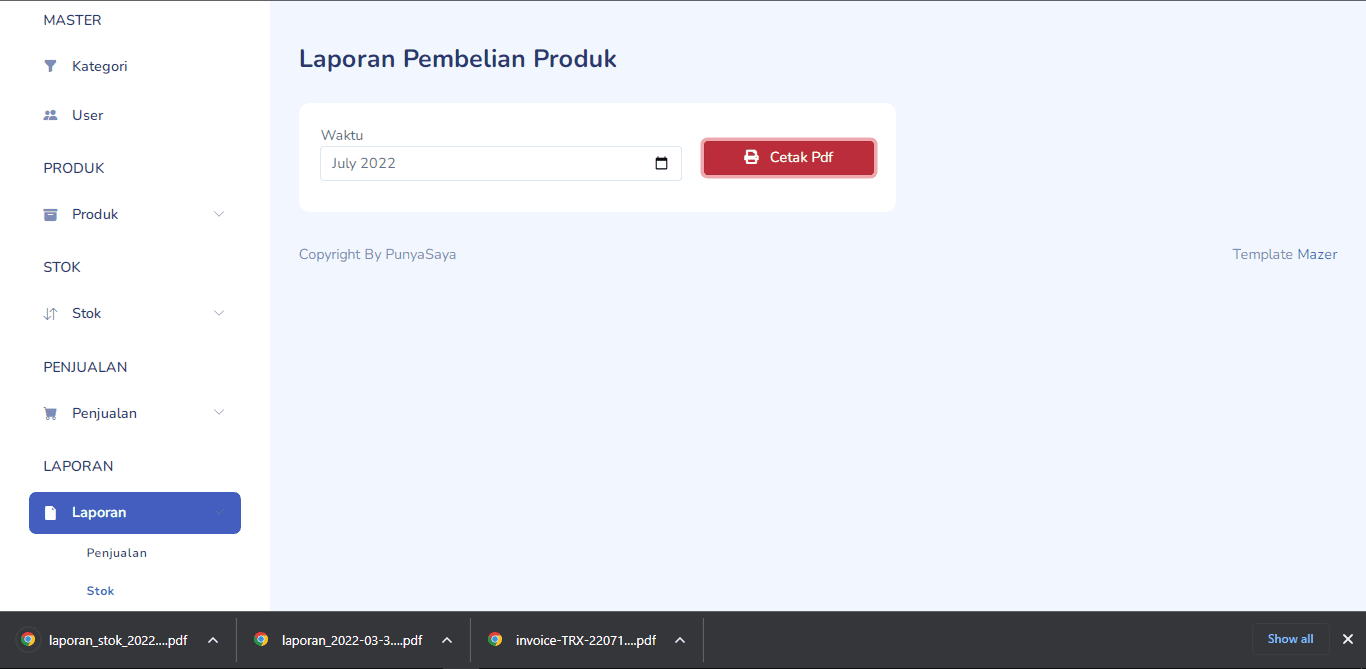 MASTER
Kategori
User
PRODUK
Produk
STOK
Stok
PENJUALAN
Penjualan
LAPORAN
Laporan
Penjualan
Stok
Laporan Pembelian Produk
Waktu
July 2022
Cetak Pdf
Copyright By PunyaSaya
Template Mazer
laporan_stok_2022....pdf
laporan_2022-03-3....pdf
invoice-TRX-22071....pdf
Show all